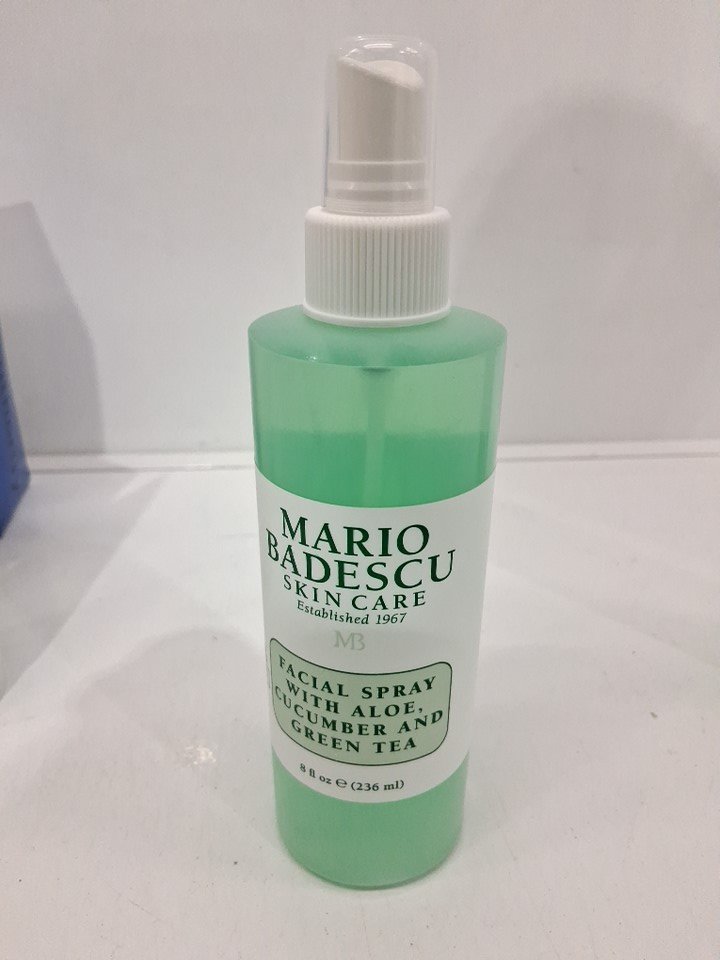 MARIO
BADESCU
SKIN CARE
Established 1967
MB
FACIAL SPRAY
WITH ALOE,
CUCUMBER AND
GREEN TEA
8 fl oz ℮ (236 ml)